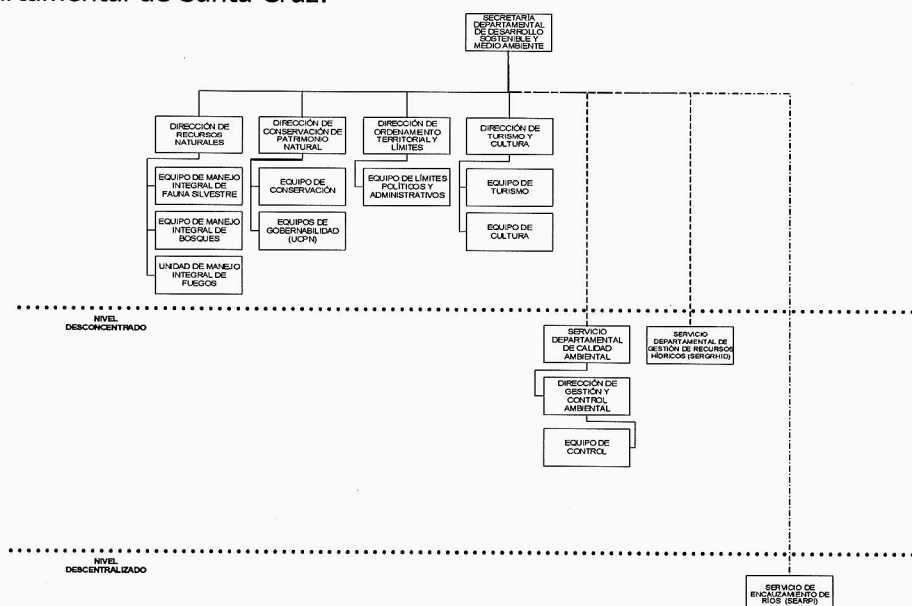 artamental de Santa Cruz.
SECRETARÍA
DEPARTAMENTAL
DE DESARROLLO
SOSTENIBLE Y
MEDIO AMBIENTE
DIRECCIÓN DE
RECURSOS
NATURALES
EQUIPO DE MANEJO
INTEGRAL DE
FAUNA SILVESTRE
EQUIPO DE MANEJO
INTEGRAL DE
BOSQUES
UNIDAD DE MANEJO
INTEGRAL DE
FUEGOS
DIRECCIÓN DE
CONSERVACIÓN DE
PATRIMONIO
NATURAL
EQUIPO DE
CONSERVACIÓN
EQUIPOS DE
GOBERNABILIDAD
(UCPN)
DIRECCIÓN DE
ORDENAMIENTO
TERRITORIAL Y
LÍMITES
EQUIPO DE LÍMITES
POLÍTICOS Y
ADMINISTRATIVOS
DIRECCIÓN DE
TURISMO Y
CULTURA
EQUIPO DE
TURISMO
EQUIPO DE
CULTURA
NIVEL
DESCONCENTRADO
SERVICIO
DEPARTAMENTAL
DE CALIDAD
AMBIENTAL
DIRECCIÓN DE
GESTIÓN Y
CONTROL
AMBIENTAL
EQUIPO DE
CONTROL
SERVICIO
DEPARTAMENTAL DE
GESTIÓN DE RECURSOS
HÍDRICOS (SERGRHID)
NIVEL
DESCENTRALIZADO
SERVICIO DE
ENCAUZAMIENTO DE
RÍOS (SEARPI)